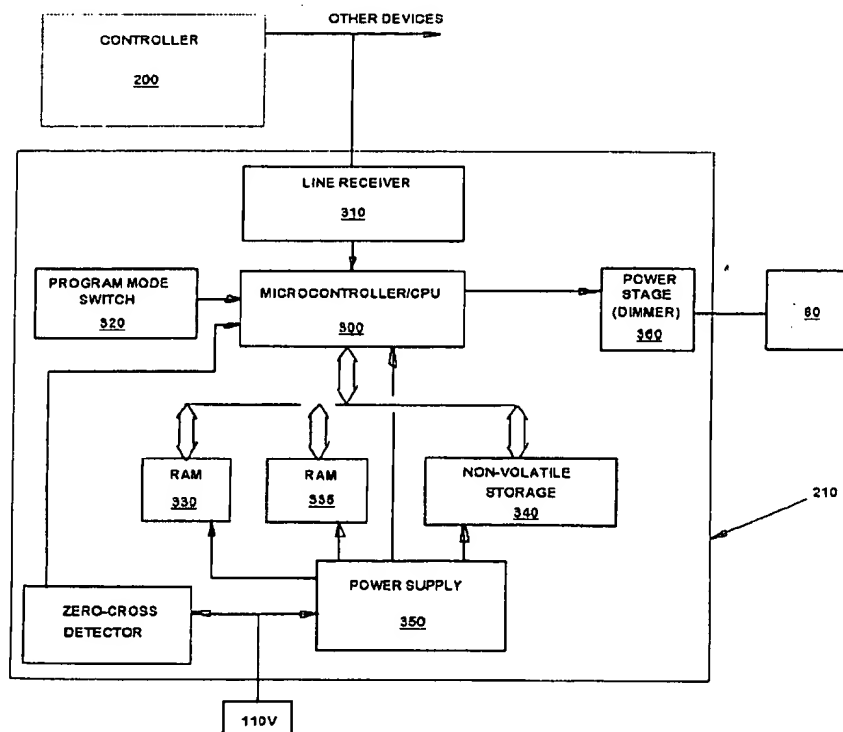 OTHER DEVICES
CONTROLLER
200
LINE RECEIVER
310
PROGRAM MODE
SWITCH
320
MICROCONTROLLER/CPU
300
POWER
STAGE
(DIMMER)
360
60
RAM
330
RAM
335
NON-VOLATILE
STORAGE
340
210
POWER SUPPLY
350
ZERO-CROSS
DETECTOR
110V